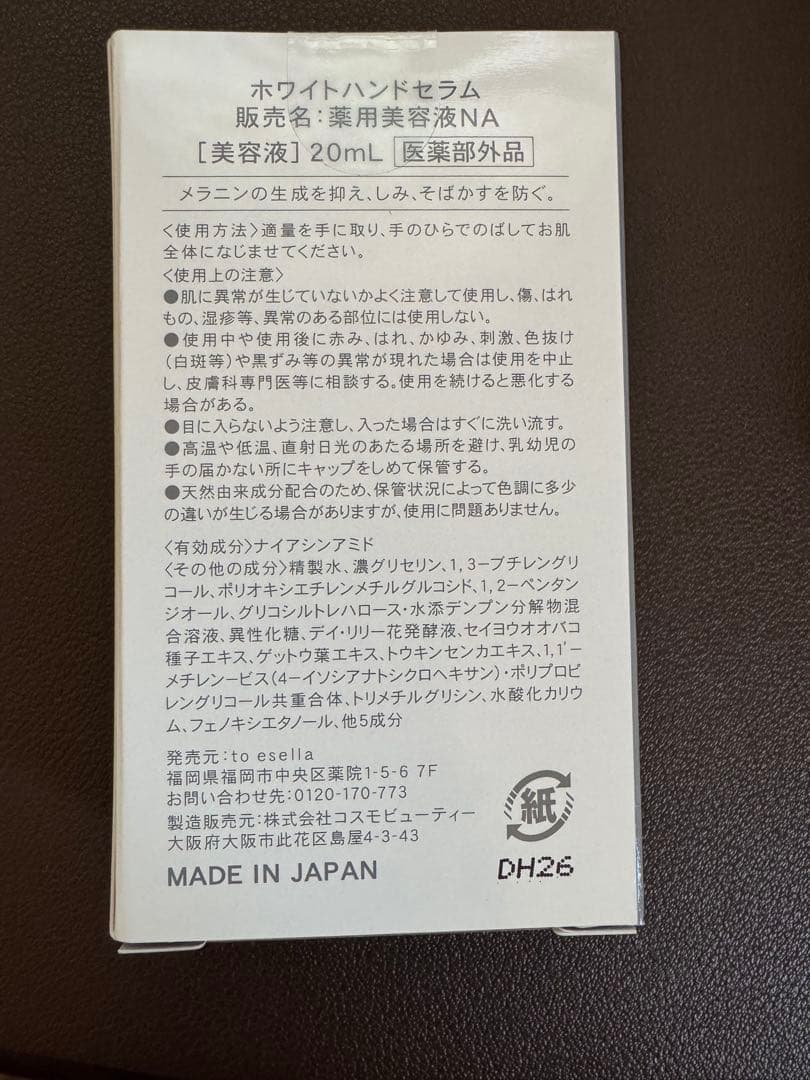 ホワイトハンドセラム
販売名:薬用美容液NA
[美容液] 20mL 医薬部外品
メラニンの生成を抑え、しみ、そばかすを防ぐ。
〈使用方法〉適量を手に取り、手のひらでのばしてお肌
全体になじませてください。
〈使用上の注意〉
●肌に異常が生じていないかよく注意して使用し、傷、はれ
もの、湿疹等、異常のある部位には使用しない。
●使用中や使用後に赤み、はれ、かゆみ、刺激、色抜け
(白斑等)や黒ずみ等の異常が現れた場合は使用を中止
し、皮膚科専門医等に相談する。使用を続けると悪化する
場合がある。
●目に入らないよう注意し、入った場合はすぐに洗い流す。
●高温や低温、直射日光のあたる場所を避け、乳幼児の
手の届かない所にキャップをしめて保管する。
●天然由来成分配合のため、保管状況によって色調に多少
の違いが生じる場合がありますが、使用に問題ありません。
〈有効成分〉ナイアシンアミド
〈その他の成分〉精製水、濃グリセリン、1,3-ブチレングリ
コール、ポリオキシエチレンメチルグルコシド、1,2-ペンタン
ジオール、グリコシルトレハロース・水添デンプン分解物混
合溶液、異性化糖、デイ・リリー花発酵液、セイヨウオオバコ
種子エキス、ゲットウ葉エキス、トウキンセンカエキス、1,1'-
メチレン-ビス(4-イソシアナトシクロヘキサン)・ポリプロピ
レングリコール共重合体、トリメチルグリシン、水酸化カリウ
ム、フェノキシエタノール、他5成分
発売元:to esella
福岡県福岡市中央区薬院1-5-6 7F
お問い合わせ先:0120-170-773
製造販売元:株式会社コスモビューティー
大阪府大阪市此花区島屋4-3-43
MADE IN JAPAN
紙
DH26